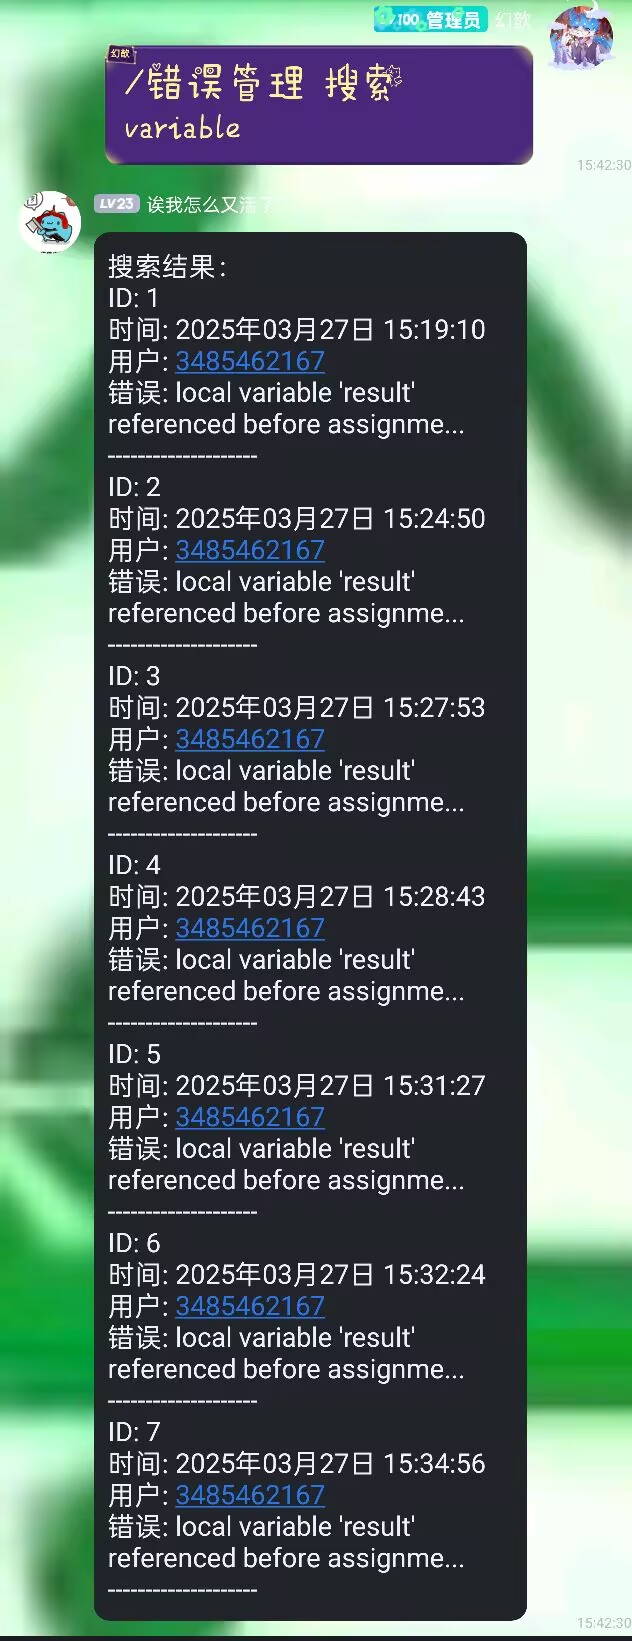 LV100 管理员 幻歆
幻歆
/错误管理 搜索
variable
15:42:30
LV23 诶我怎么又活了
搜索结果：
ID: 1
时间: 2025年03月27日 15:19:10
用户: 3485462167
错误: local variable 'result'
referenced before assignme...
--------------------
ID: 2
时间: 2025年03月27日 15:24:50
用户: 3485462167
错误: local variable 'result'
referenced before assignme...
--------------------
ID: 3
时间: 2025年03月27日 15:27:53
用户: 3485462167
错误: local variable 'result'
referenced before assignme...
--------------------
ID: 4
时间: 2025年03月27日 15:28:43
用户: 3485462167
错误: local variable 'result'
referenced before assignme...
--------------------
ID: 5
时间: 2025年03月27日 15:31:27
用户: 3485462167
错误: local variable 'result'
referenced before assignme...
--------------------
ID: 6
时间: 2025年03月27日 15:32:24
用户: 3485462167
错误: local variable 'result'
referenced before assignme...
--------------------
ID: 7
时间: 2025年03月27日 15:34:56
用户: 3485462167
错误: local variable 'result'
referenced before assignme...
--------------------
15:42:30